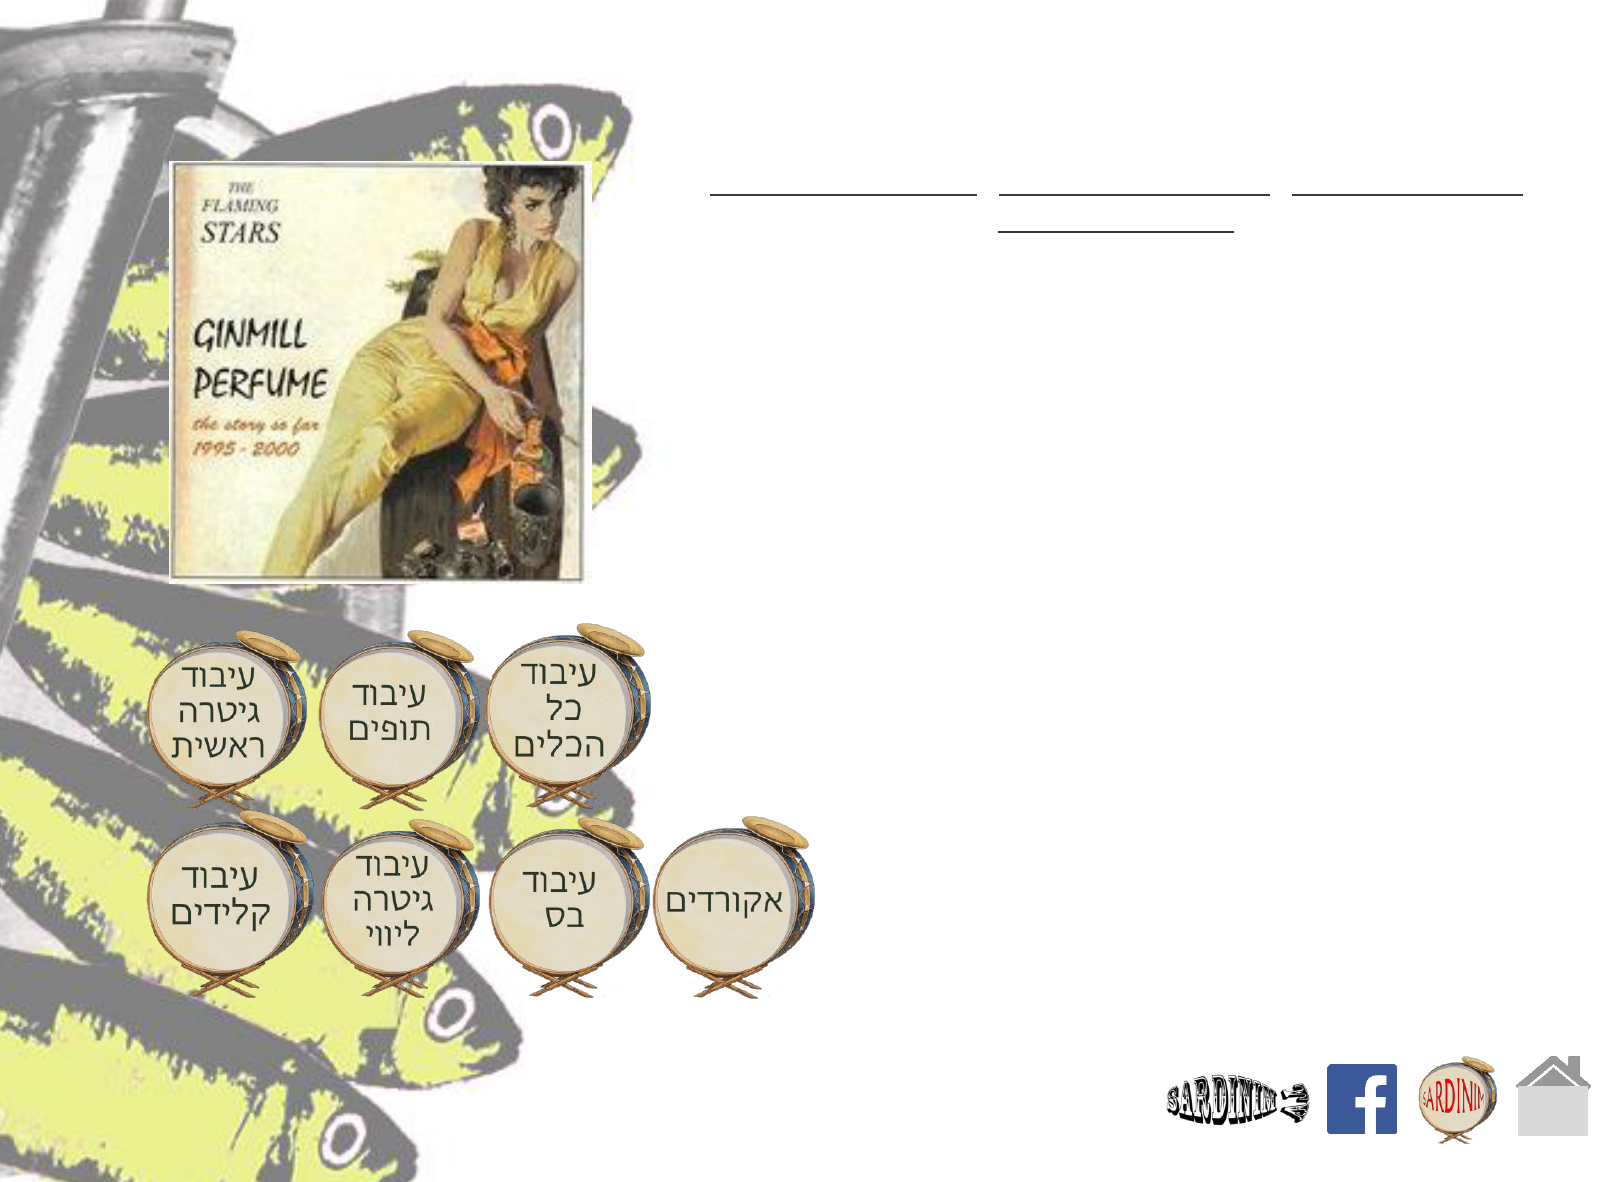 THE
FLAMING
STARS
GINMILL
PERFUME
the story so far
1995 - 2000
עיבוד
כל
הכלים
עיבוד
תופים
עיבוד
גיטרה
ראשית
אקורדים
עיבוד
בס
עיבוד
גיטרה
ליווי
עיבוד
קלידים
SARDINIM
SARDINIM